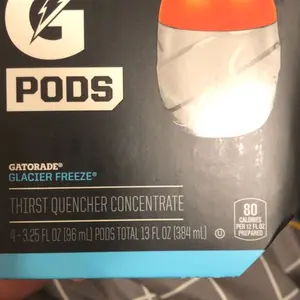 G
PODS
GATORADE®
GLACIER FREEZE®
THIRST QUENCHER CONCENTRATE
4 - 3.25 FL OZ (96 mL) PODS TOTAL 13 FL OZ (384 mL) U
80
CALORIES
PER 12 FL OZ
PREPARED